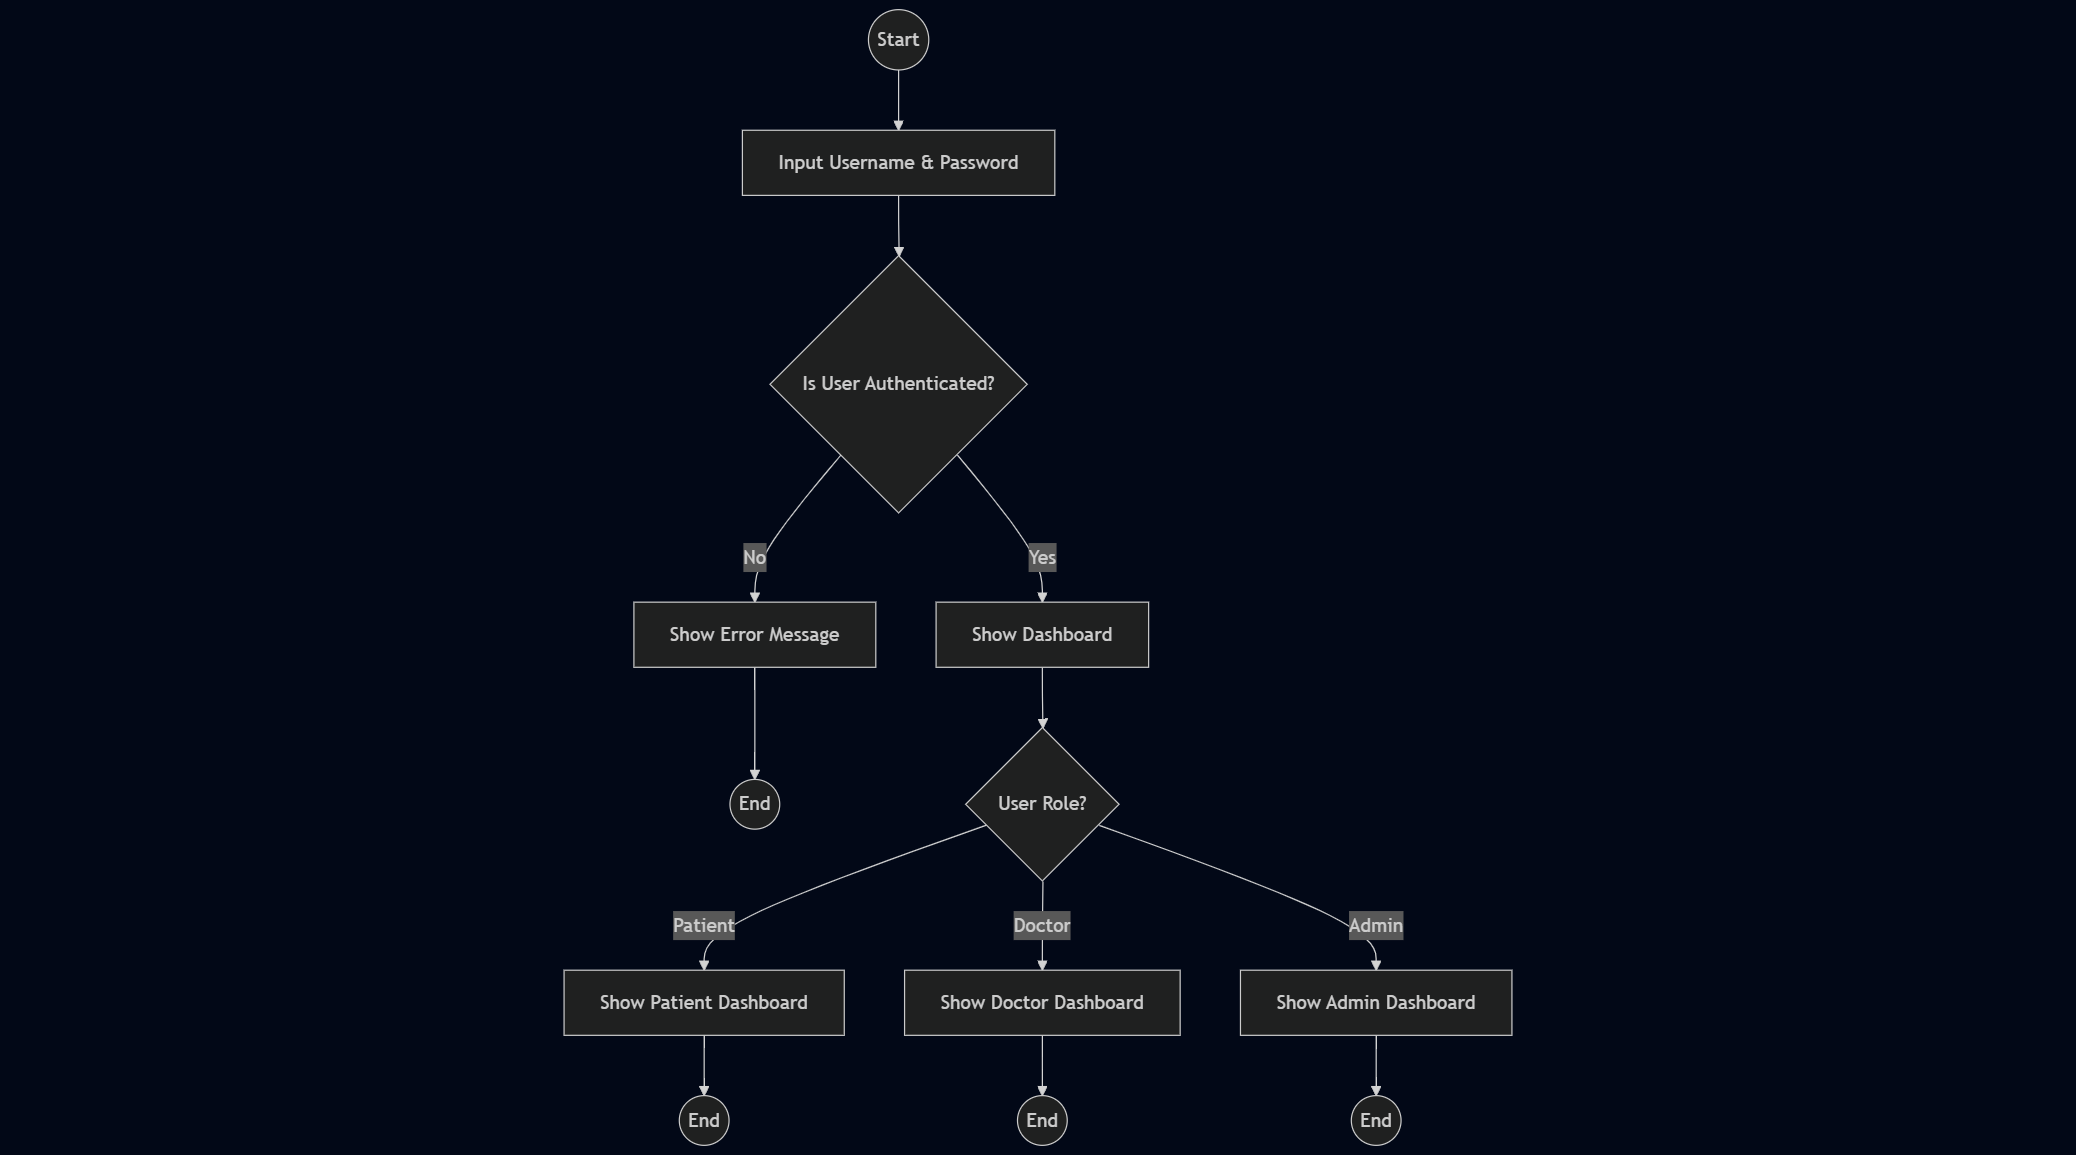 Start
Input Username & Password
Is User Authenticated?
No
Yes
Show Error Message
Show Dashboard
End
User Role?
Patient
Doctor
Admin
Show Patient Dashboard
Show Doctor Dashboard
Show Admin Dashboard
End
End
End